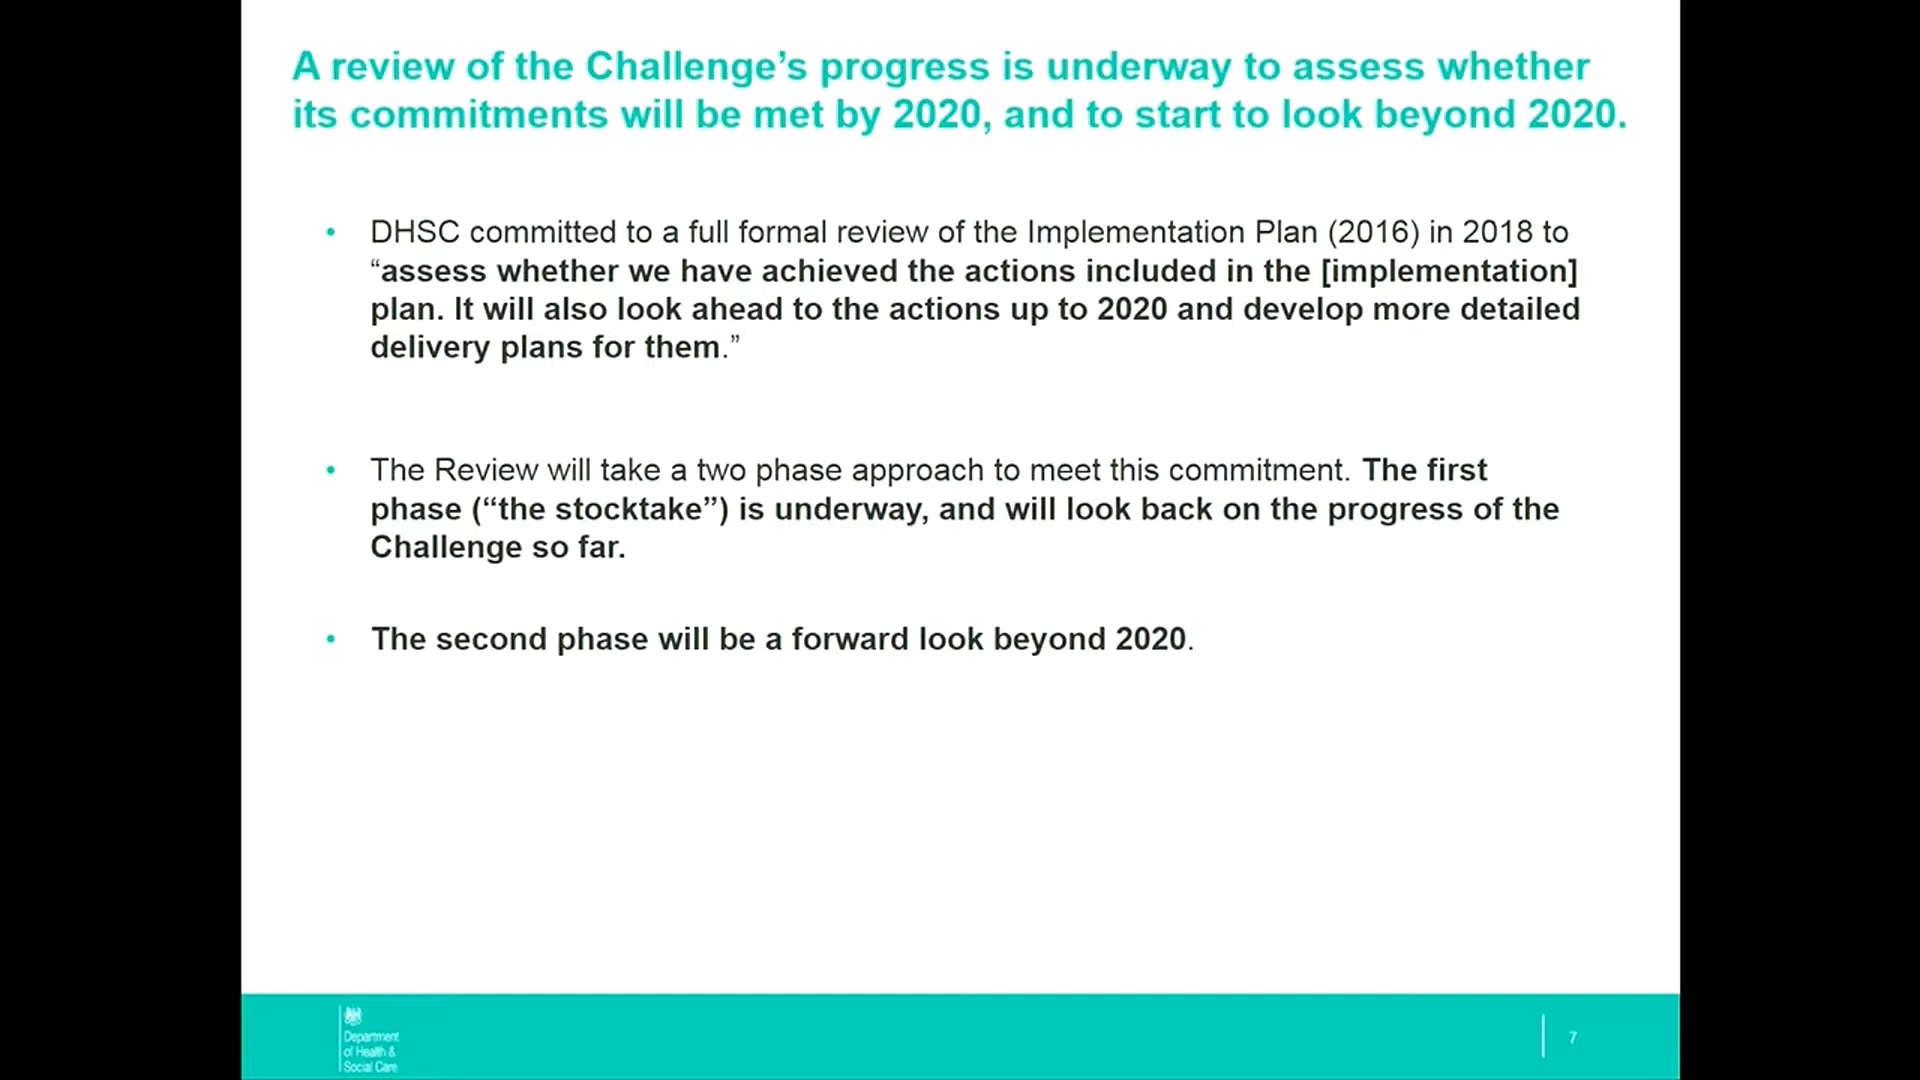 A review of the Challenge’s progress is underway to assess whether
its commitments will be met by 2020, and to start to look beyond 2020.
• DHSC committed to a full formal review of the Implementation Plan (2016) in 2018 to
“assess whether we have achieved the actions included in the [implementation]
plan. It will also look ahead to the actions up to 2020 and develop more detailed
delivery plans for them.”
• The Review will take a two phase approach to meet this commitment. The first
phase (“the stocktake”) is underway, and will look back on the progress of the
Challenge so far.
• The second phase will be a forward look beyond 2020.
Department
of Health &
Social Care
7